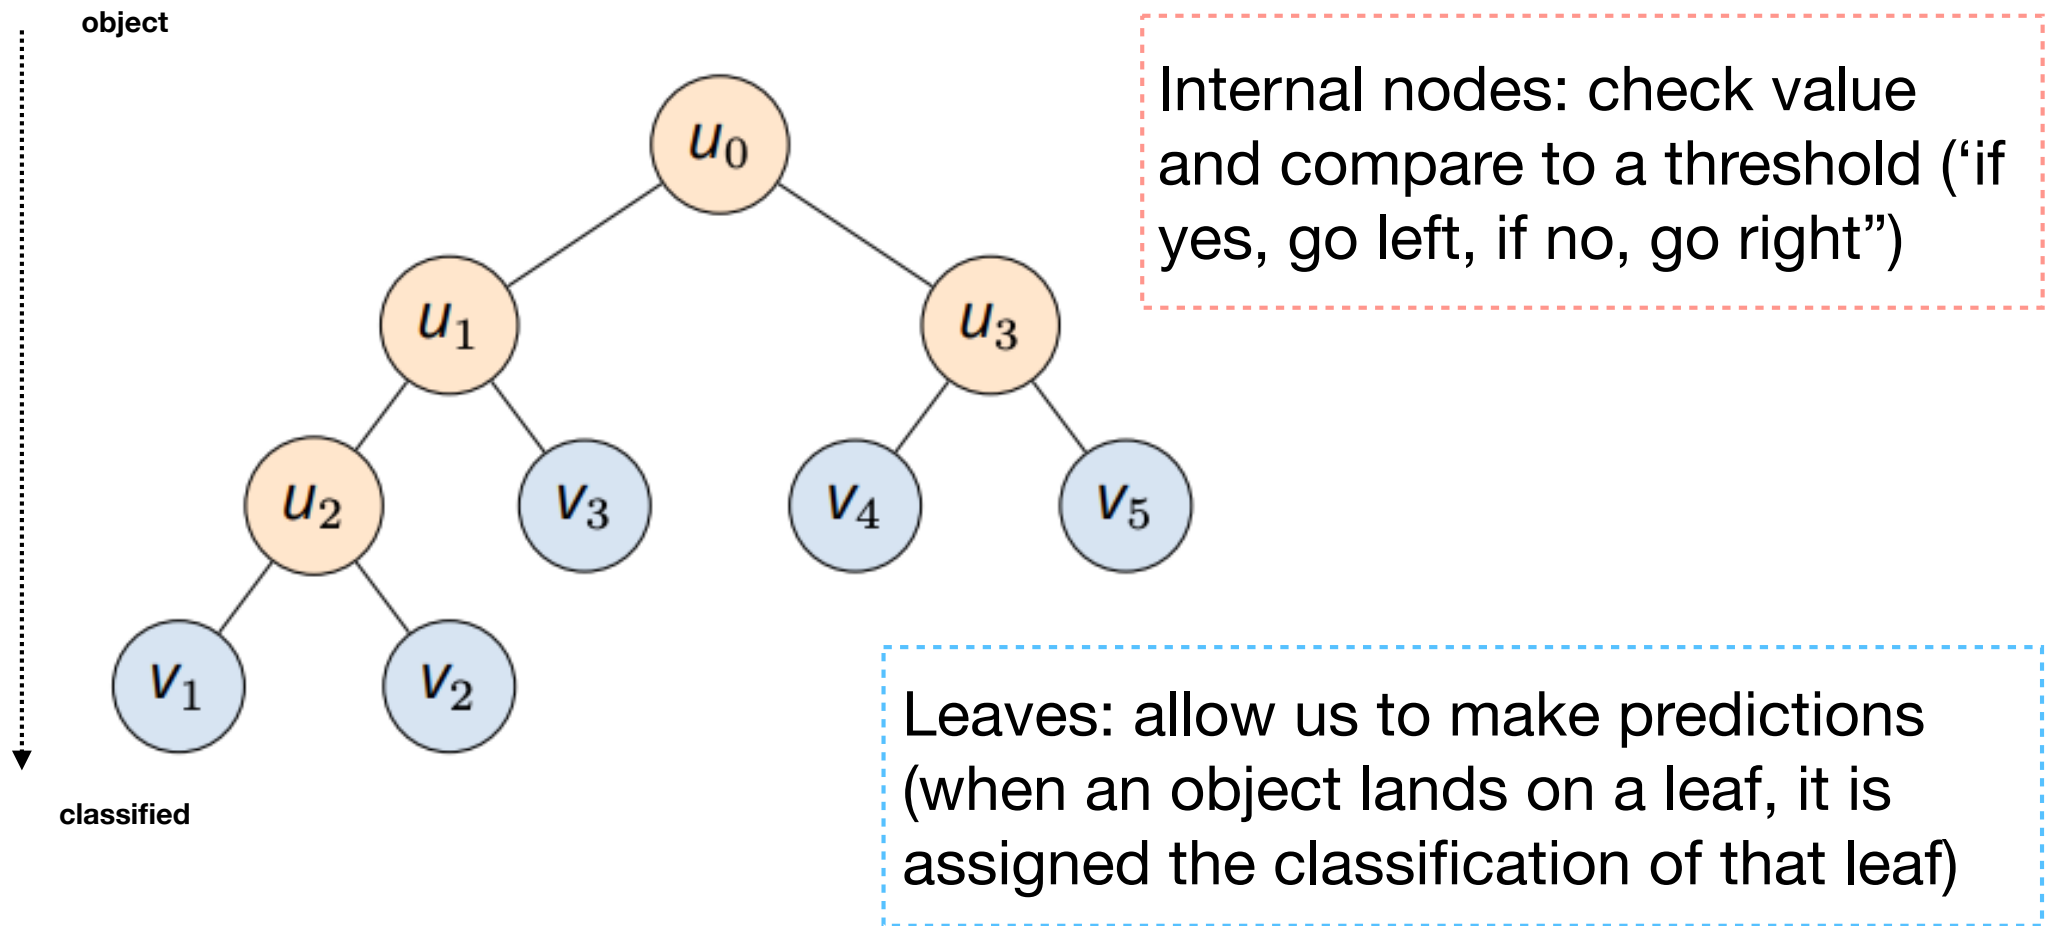 object
u₀
Internal nodes: check value
and compare to a threshold (‘if
yes, go left, if no, go right”)
u₁
u₃
u₂
v₃
v₄
v₅
v₁
v₂
Leaves: allow us to make predictions
(when an object lands on a leaf, it is
assigned the classification of that leaf)
classified